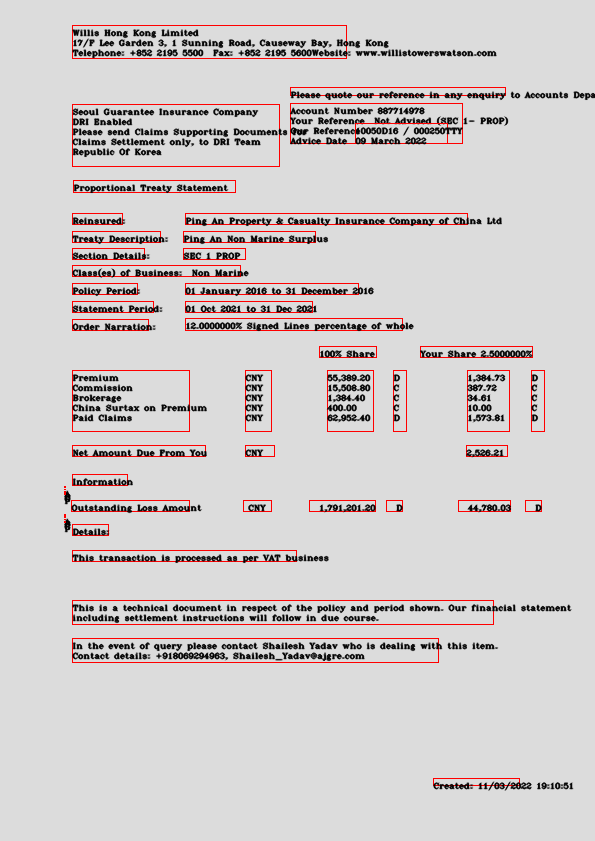 Willis Hong Kong Limited
17/F Lee Garden 3, 1 Sunning Road, Causeway Bay, Hong Kong
Telephone: +852 2195 5500 Fax: +852 2195 5600Website: www.willistowerswatson.com
Please quote our reference in any enquiry to Accounts Depa
Seoul Guarantee Insurance Company
DRI Enabled
Please send Claims Supporting Documents for
Claims Settlement only, to DRI Team
Republic Of Korea
Account Number 887714978
Your Reference Not Advised (SEC 1- PROP)
Our Reference 10050D16 / 000250TTY
Advice Date 09 March 2022
Proportional Treaty Statement
Reinsured: Ping An Property & Casualty Insurance Company of China Ltd
Treaty Description: Ping An Non Marine Surplus
Section Details: SEC 1 PROP
Class(es) of Business: Non Marine
Policy Period: 01 January 2016 to 31 December 2016
Statement Period: 01 Oct 2021 to 31 Dec 2021
Order Narration: 12.0000000% Signed Lines percentage of whole
100% Share Your Share 2.5000000%
Premium CNY 55,389.20 D 1,384.73 D
Commission CNY 15,508.80 C 387.72 C
Brokerage CNY 1,384.40 C 34.61 C
China Surtax on Premium CNY 400.00 C 10.00 C
Paid Claims CNY 62,952.40 D 1,573.81 D
Net Amount Due From You CNY 2,526.21
Information
Outstanding Loss Amount CNY 1,791,201.20 D 44,780.03 D
Details:
This transaction is processed as per VAT business
This is a technical document in respect of the policy and period shown. Our financial statement
including settlement instructions will follow in due course.
In the event of query please contact Shailesh Yadav who is dealing with this item.
Contact details: +918069294963, Shailesh_Yadav@ajgre.com
Created: 11/03/2022 19:10:51